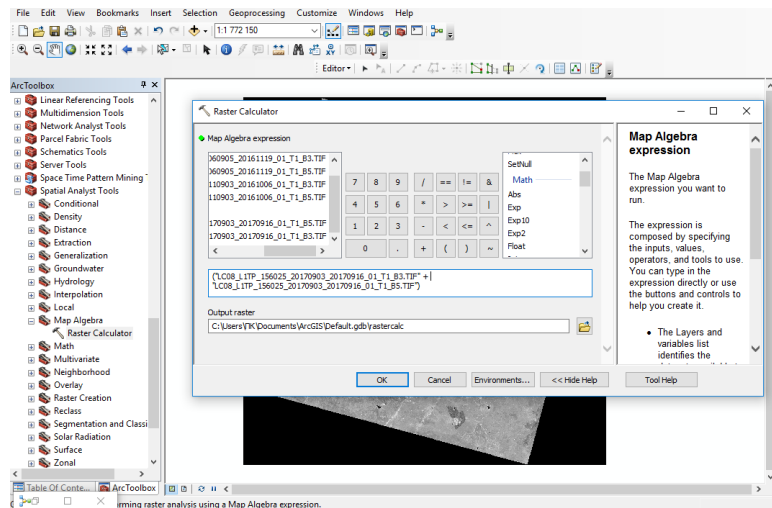 File Edit View Bookmarks Insert Selection Geoprocessing Customize Windows Help
1:1 772 150
Editor
ArcToolbox
Linear Referencing Tools
Multidimension Tools
Network Analyst Tools
Parcel Fabric Tools
Schematics Tools
Server Tools
Space Time Pattern Mining
Spatial Analyst Tools
Conditional
Density
Distance
Extraction
Generalization
Groundwater
Hydrology
Interpolation
Local
Map Algebra
Raster Calculator
Math
Multivariate
Neighborhood
Overlay
Raster Creation
Reclass
Segmentation and Classi
Solar Radiation
Surface
Zonal
Table Of Conte... ArcToolbox
rming raster analysis using a Map Algebra expression.
Raster Calculator
Map Algebra expression
060905_20161119_01_T1_B3.TIF
060905_20161119_01_T1_B5.TIF
110903_20161006_01_T1_B3.TIF
110903_20161006_01_T1_B5.TIF
170903_20170916_01_T1_B5.TIF
170903_20170916_01_T1_B3.TIF
7 8 9 / == != &
4 5 6 * > >= |
1 2 3 - < <= ^
0 . + ( ) ~
SetNull
Math
Abs
Exp
Exp10
Exp2
Float
("LC08_L1TP_156025_20170903_20170916_01_T1_B3.TIF" +
"LC08_L1TP_156025_20170903_20170916_01_T1_B5.TIF")
Output raster
C:\Users\ПК\Documents\ArcGIS\Default.gdb\rastercalc
OK Cancel Environments... << Hide Help Tool Help
Map Algebra
expression
The Map Algebra
expression you want to
run.
The expression is
composed by specifying
the inputs, values,
operators, and tools to use.
You can type in the
expression directly or use
the buttons and controls to
help you create it.
• The Layers and
variables list
identifies the